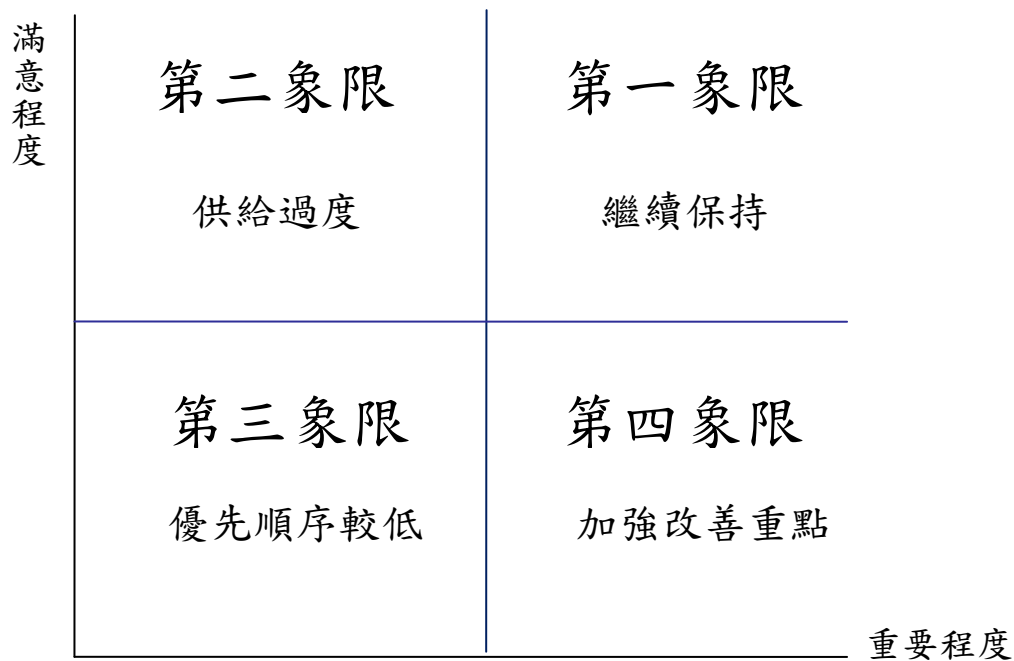 滿意程度
第二象限
第一象限
供給過度
繼續保持
第三象限
第四象限
優先順序較低
加強改善重點
重要程度